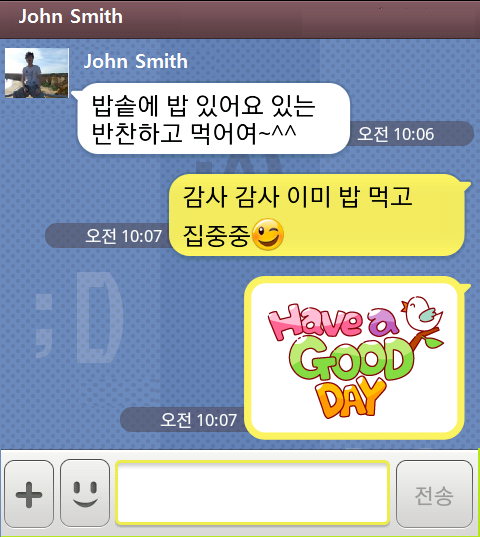 John Smith
John Smith
밥솥에 밥 있어요 있는
반찬하고 먹어여~^^
오전 10:06
감사 감사 이미 밥 먹고
집중중😉
오전 10:07
;D
Have a
GOOD
DAY
오전 10:07
전송